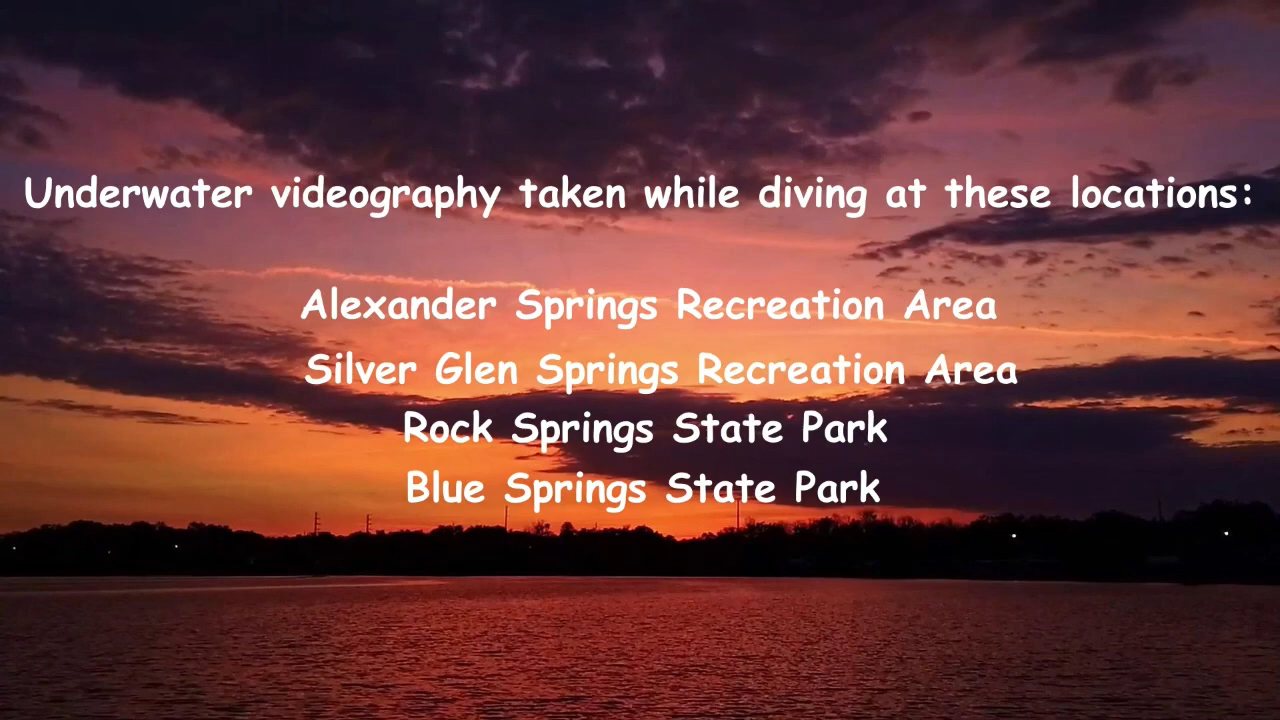 Underwater videography taken while diving at these locations:
Alexander Springs Recreation Area
Silver Glen Springs Recreation Area
Rock Springs State Park
Blue Springs State Park